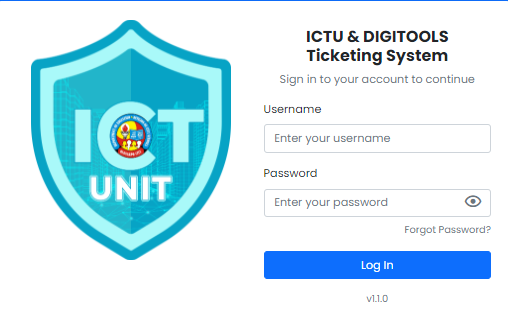 ICT
UNIT
ICTU & DIGITOOLS
Ticketing System
Sign in to your account to continue
Username
Enter your username
Password
Enter your password
Forgot Password?
Log In
v1.1.0